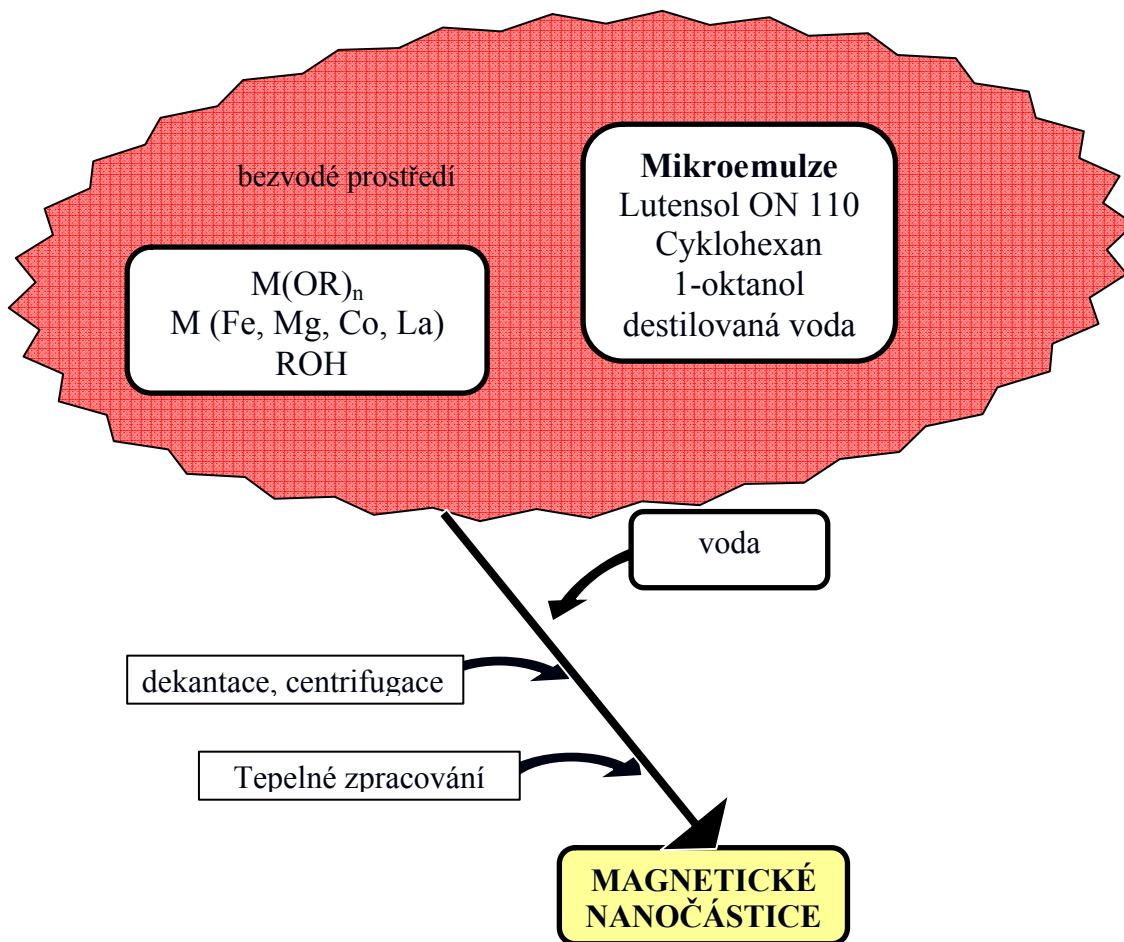 bezvodé prostředí
Mikroemulze
Lutensol ON 110
Cyklohexan
1-oktanol
destilovaná voda
M(OR)ₙ
M (Fe, Mg, Co, La)
ROH
voda
dekantace, centrifugace
Tepelné zpracování
MAGNETICKÉ
NANOČÁSTICE